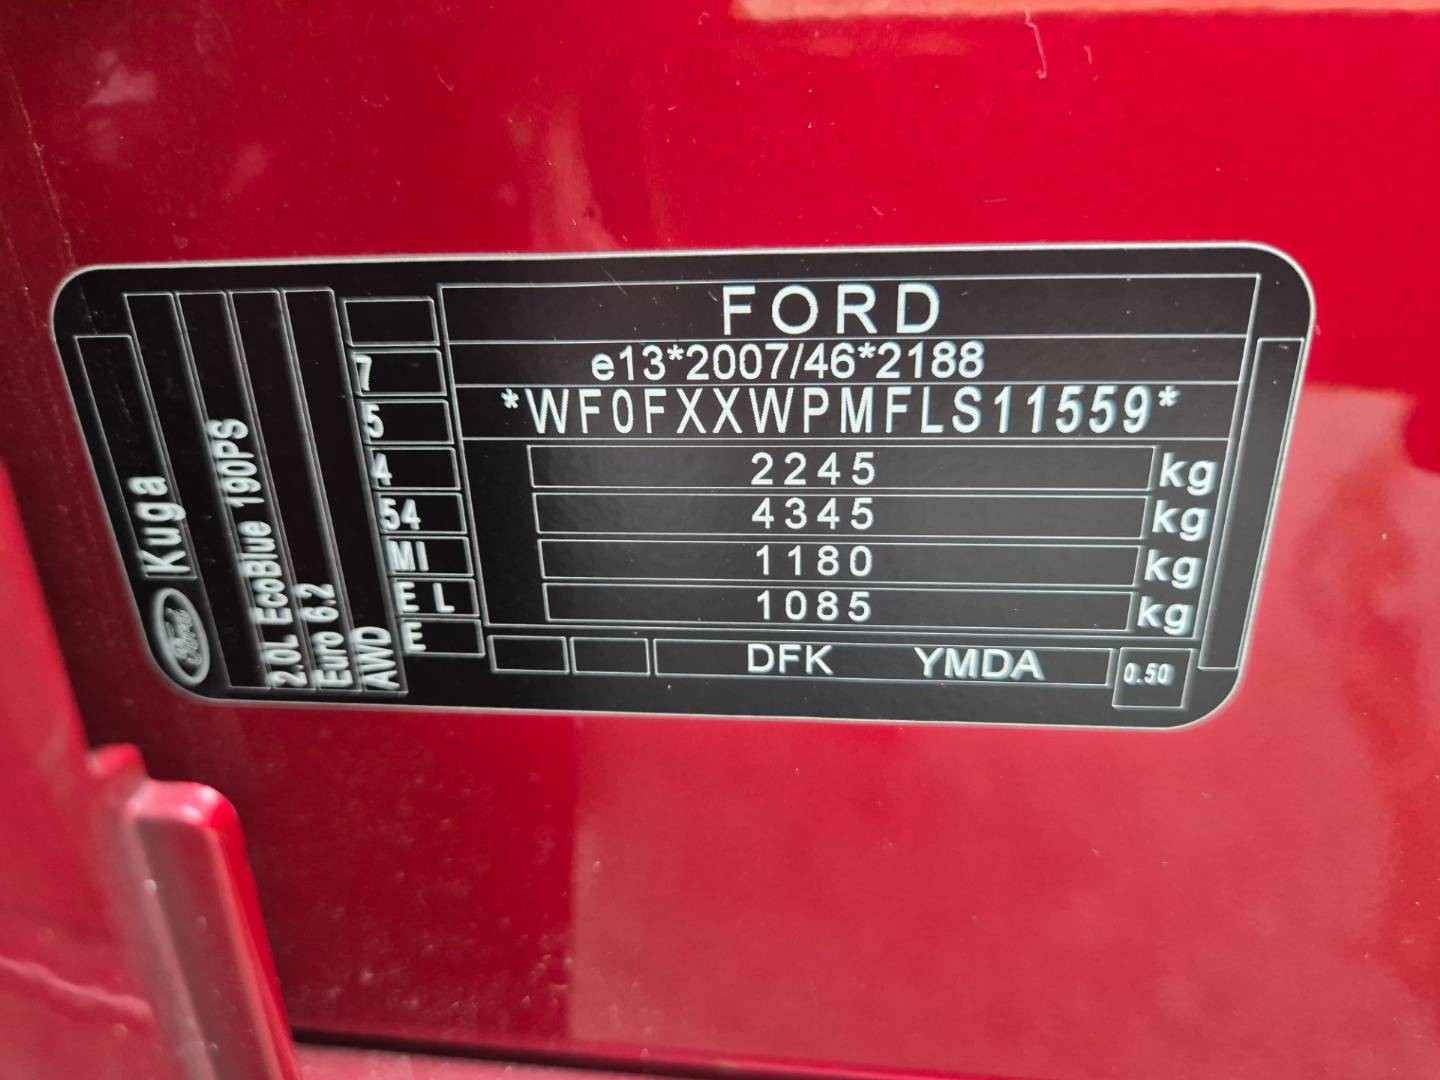 FORD
e13*2007/46*2188
*WF0FXXWPMFLS11559*
2245 kg
4345 kg
1180 kg
1085 kg
DFK YMDA
0.50
7
5
4
54
MI
E L
E
Ford Kuga
2.0L EcoBlue 190PS
Euro 6.2
AWD